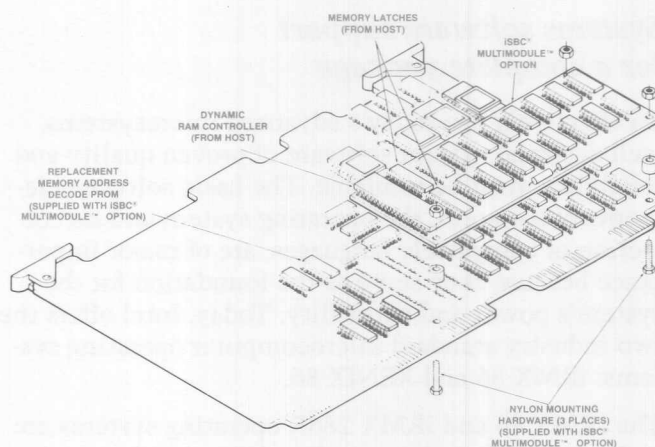 MEMORY LATCHES
(FROM HOST)
iSBC®
MULTIMODULE™
OPTION
DYNAMIC
RAM CONTROLLER
(FROM HOST)
REPLACEMENT
MEMORY ADDRESS
DECODE PROM
(SUPPLIED WITH iSBC®
MULTIMODULE™ OPTION)
NYLON MOUNTING
HARDWARE (3 PLACES)
(SUPPLIED WITH iSBC®
MULTIMODULE™ OPTION)